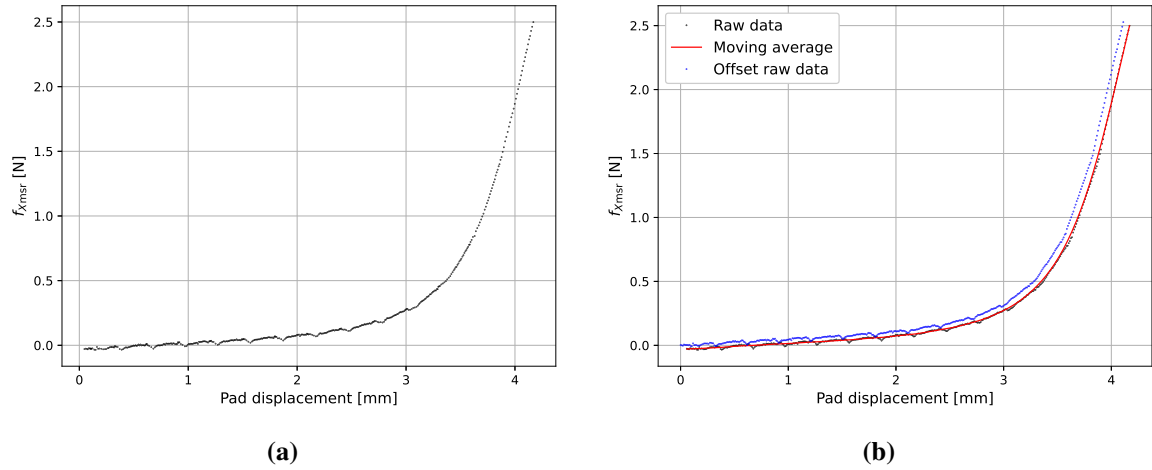 2.5
2.0
1.5
1.0
0.5
0.0
fxmsr [N]
0 1 2 3 4
Pad displacement [mm]
(a)
Raw data
Moving average
Offset raw data
2.5
2.0
1.5
1.0
0.5
0.0
fxmsr [N]
0 1 2 3 4
Pad displacement [mm]
(b)